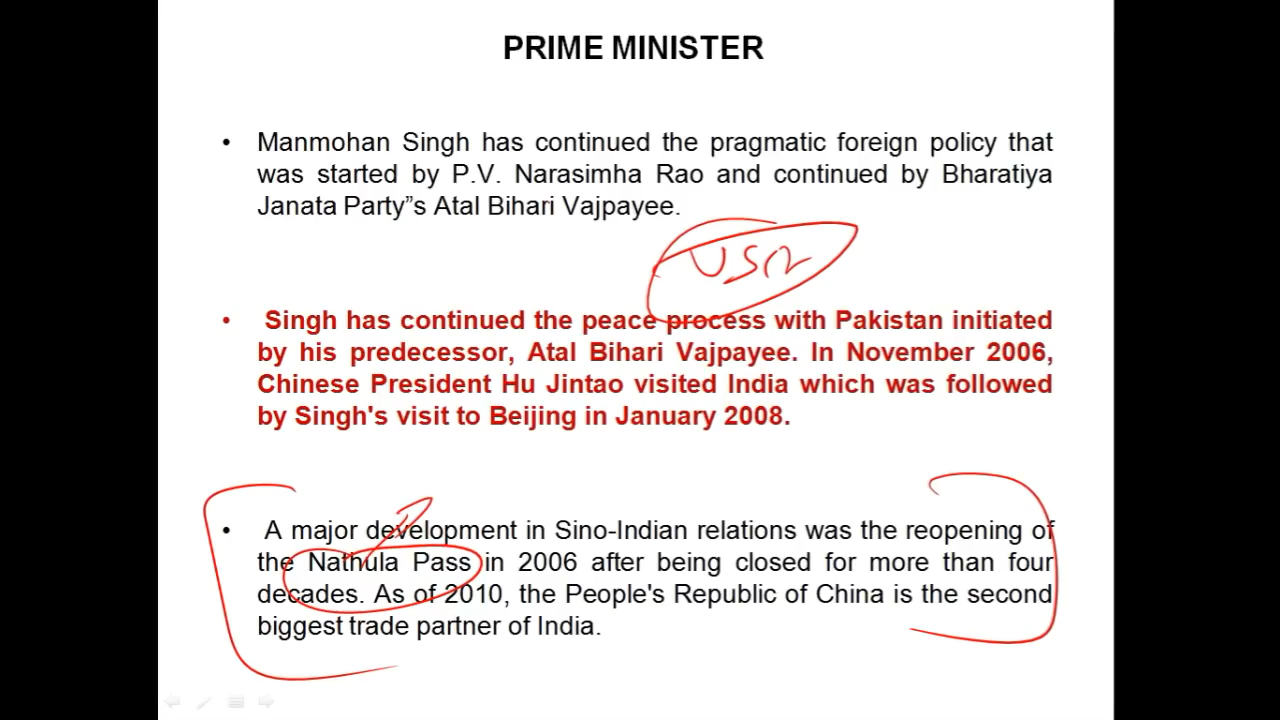 PRIME MINISTER
• Manmohan Singh has continued the pragmatic foreign policy that
was started by P.V. Narasimha Rao and continued by Bharatiya
Janata Party”s Atal Bihari Vajpayee.
• Singh has continued the peace process with Pakistan initiated
by his predecessor, Atal Bihari Vajpayee. In November 2006,
Chinese President Hu Jintao visited India which was followed
by Singh's visit to Beijing in January 2008.
• A major development in Sino-Indian relations was the reopening of
the Nathula Pass in 2006 after being closed for more than four
decades. As of 2010, the People's Republic of China is the second
biggest trade partner of India.